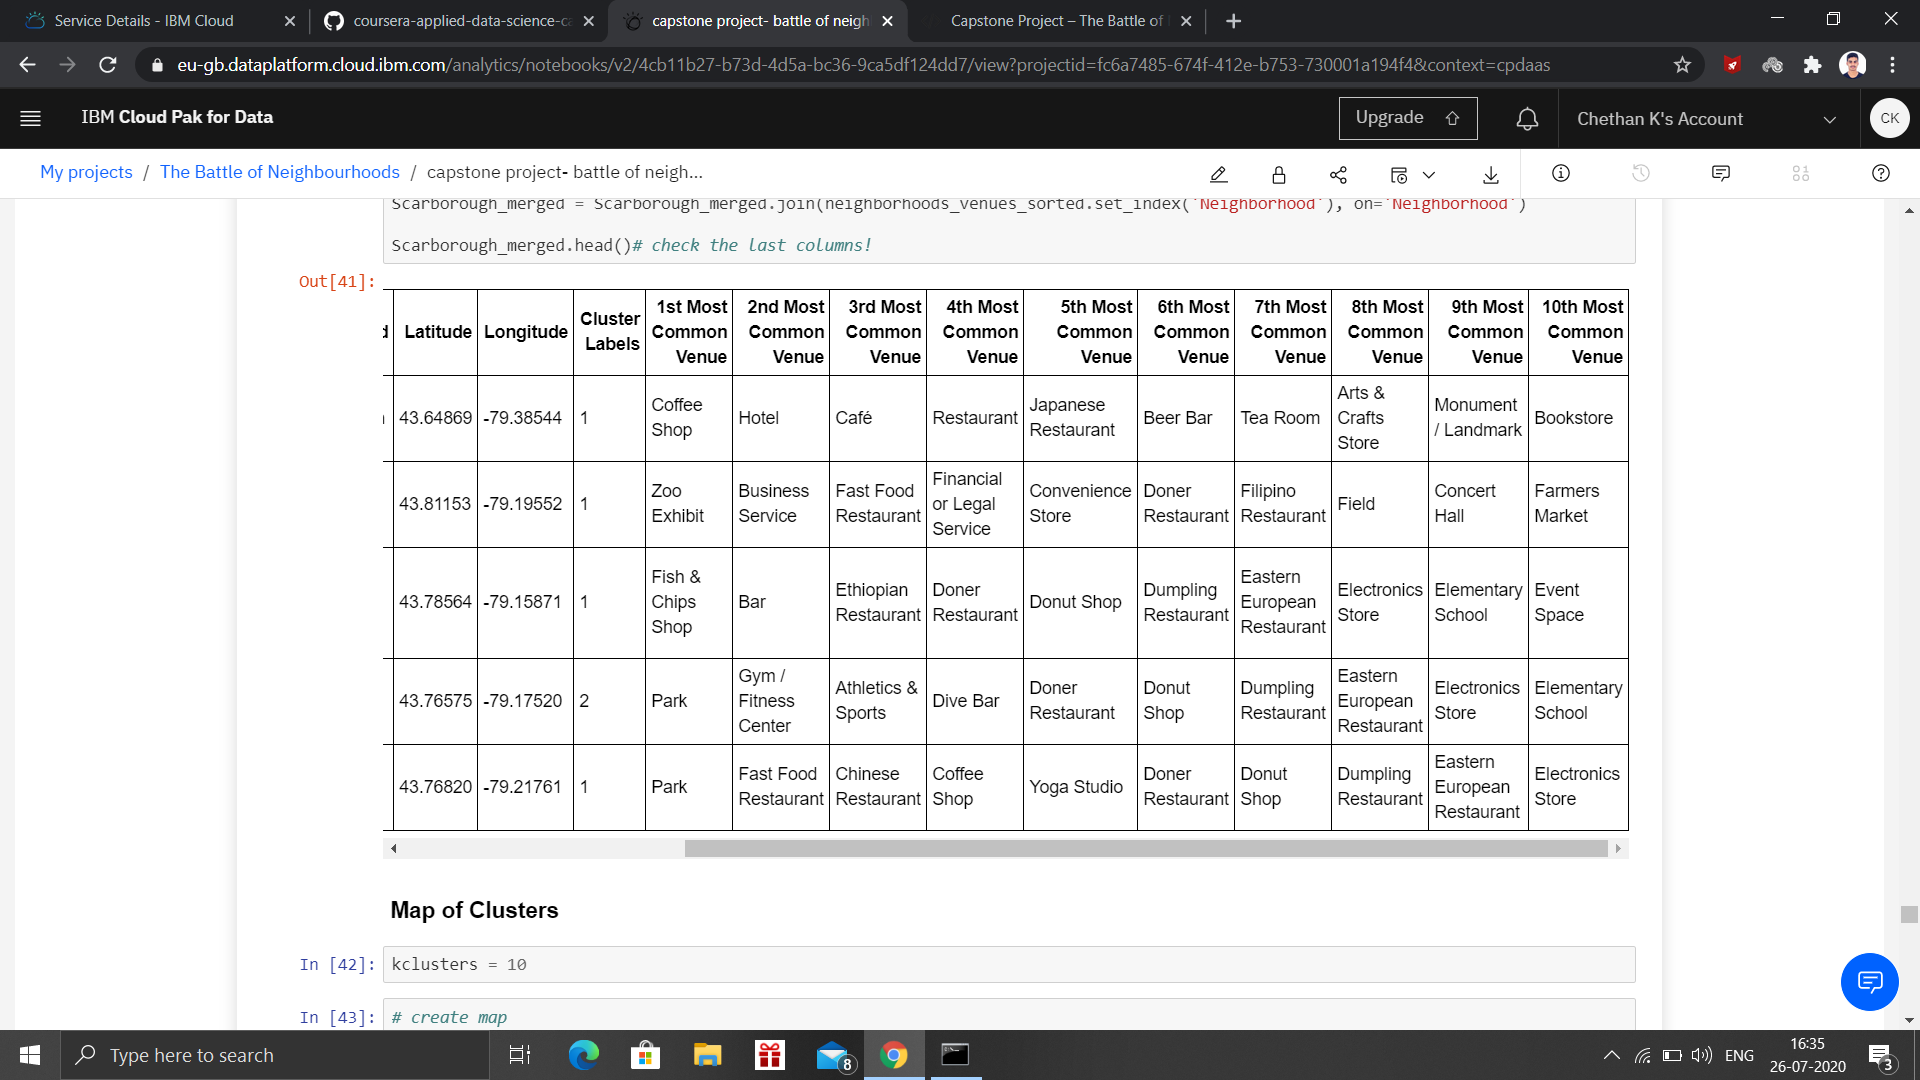 Service Details - IBM Cloud
coursera-applied-data-science-ca
capstone project- battle of neigh
Capstone Project – The Battle of
eu-gb.dataplatform.cloud.ibm.com/analytics/notebooks/v2/4cb11b27-b73d-4d5a-bc36-9ca5df124dd7/view?projectid=fc6a7485-674f-412e-b753-730001a194f4&context=cpdaas
IBM Cloud Pak for Data
Upgrade
Chethan K's Account
CK
My projects / The Battle of Neighbourhoods / capstone project- battle of neigh...
Scarborough_merged = Scarborough_merged.join(neighborhoods_venues_sorted.set_index('Neighborhood'), on='Neighborhood')
Scarborough_merged.head()# check the last columns!
Out[41]:
d Latitude Longitude Cluster Labels 1st Most Common Venue 2nd Most Common Venue 3rd Most Common Venue 4th Most Common Venue 5th Most Common Venue 6th Most Common Venue 7th Most Common Venue 8th Most Common Venue 9th Most Common Venue 10th Most Common Venue
43.64869 -79.38544 1 Coffee Shop Hotel Café Restaurant Japanese Restaurant Beer Bar Tea Room Arts & Crafts Store Monument / Landmark Bookstore
43.81153 -79.19552 1 Zoo Exhibit Business Service Fast Food Restaurant Financial or Legal Service Convenience Store Doner Restaurant Filipino Restaurant Field Concert Hall Farmers Market
43.78564 -79.15871 1 Fish & Chips Shop Bar Ethiopian Restaurant Doner Restaurant Donut Shop Dumpling Restaurant Eastern European Restaurant Electronics Store Elementary School Event Space
43.76575 -79.17520 2 Park Gym / Fitness Center Athletics & Sports Dive Bar Doner Restaurant Donut Shop Dumpling Restaurant Eastern European Restaurant Electronics Store Elementary School
43.76820 -79.21761 1 Park Fast Food Restaurant Chinese Restaurant Coffee Shop Yoga Studio Doner Restaurant Donut Shop Dumpling Restaurant Eastern European Restaurant Electronics Store
Map of Clusters
In [42]: kclusters = 10
In [43]: # create map
Type here to search
8
ENG
16:35
26-07-2020
3